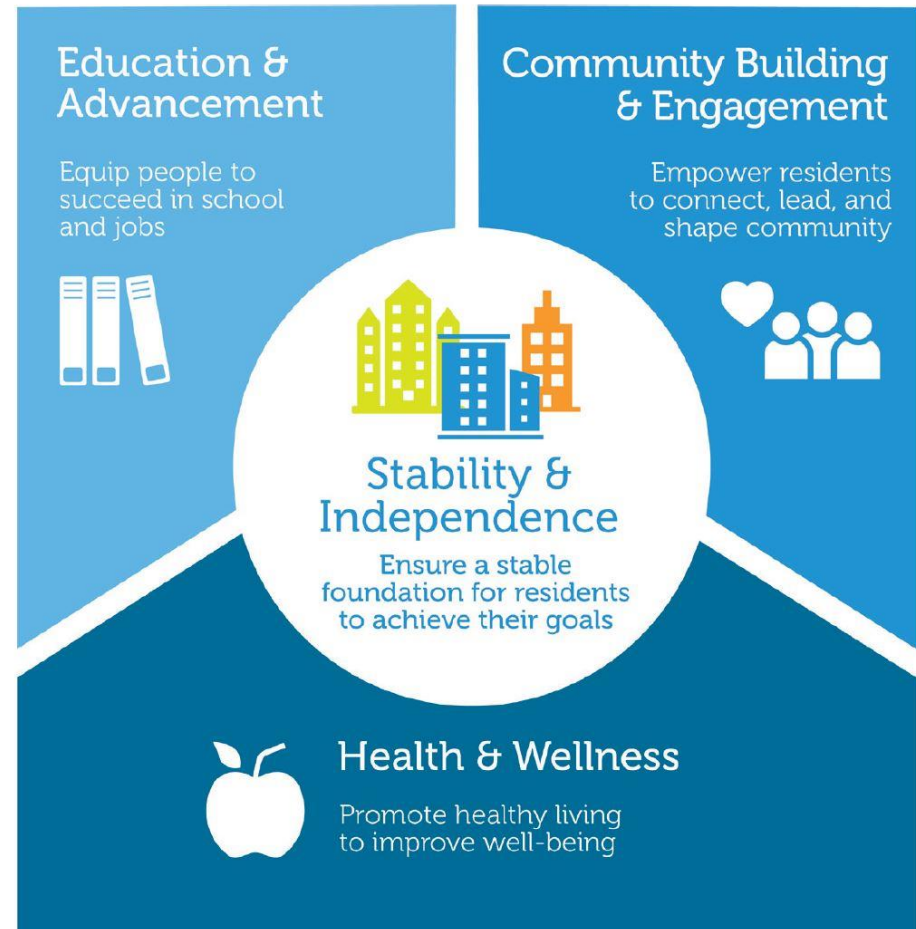 Education &
Advancement
Equip people to
succeed in school
and jobs
Community Building
& Engagement
Empower residents
to connect, lead, and
shape community
Stability &
Independence
Ensure a stable
foundation for residents
to achieve their goals
Health & Wellness
Promote healthy living
to improve well-being